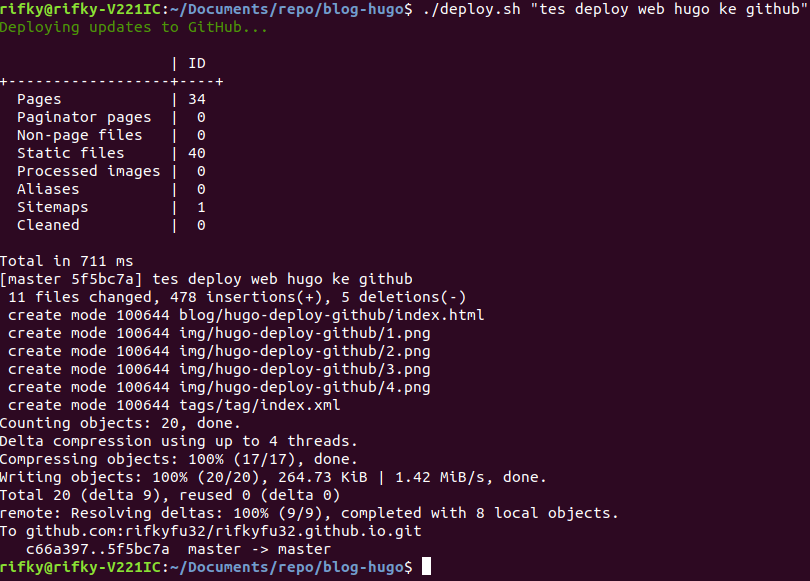 rifky@rifky-V221IC:~/Documents/repo/blog-hugo$ ./deploy.sh "tes deploy web hugo ke github"
Deploying updates to GitHub...
                   | ID
+------------------+----+
  Pages            | 34
  Paginator pages  |  0
  Non-page files   |  0
  Static files     | 40
  Processed images |  0
  Aliases          |  0
  Sitemaps         |  1
  Cleaned          |  0
Total in 711 ms
[master 5f5bc7a] tes deploy web hugo ke github
 11 files changed, 478 insertions(+), 5 deletions(-)
 create mode 100644 blog/hugo-deploy-github/index.html
 create mode 100644 img/hugo-deploy-github/1.png
 create mode 100644 img/hugo-deploy-github/2.png
 create mode 100644 img/hugo-deploy-github/3.png
 create mode 100644 img/hugo-deploy-github/4.png
 create mode 100644 tags/tag/index.xml
Counting objects: 20, done.
Delta compression using up to 4 threads.
Compressing objects: 100% (17/17), done.
Writing objects: 100% (20/20), 264.73 KiB | 1.42 MiB/s, done.
Total 20 (delta 9), reused 0 (delta 0)
remote: Resolving deltas: 100% (9/9), completed with 8 local objects.
To github.com:rifkyfu32/rifkyfu32.github.io.git
   c66a397..5f5bc7a  master -> master
rifky@rifky-V221IC:~/Documents/repo/blog-hugo$